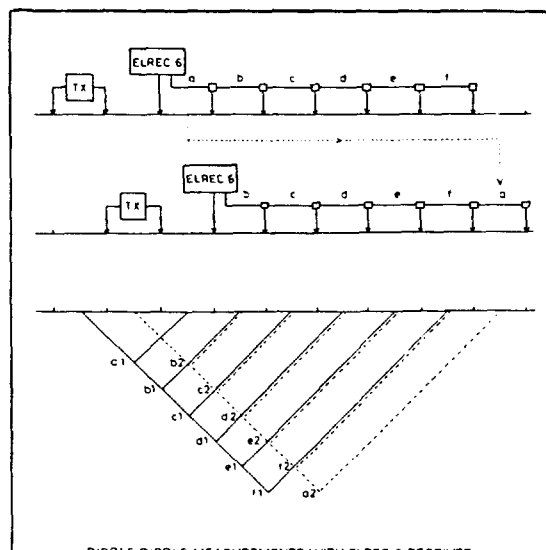 ELREC 6
TX
a b c d e f
ELREC 6
TX
b c d e f a
b2
c1
c2
b1
d2
c1
e2
d1
f2
e1
f1 a2
DIPOLE DIPOLE MEASUREMENTS WITH ELREC 6 RECEIVER